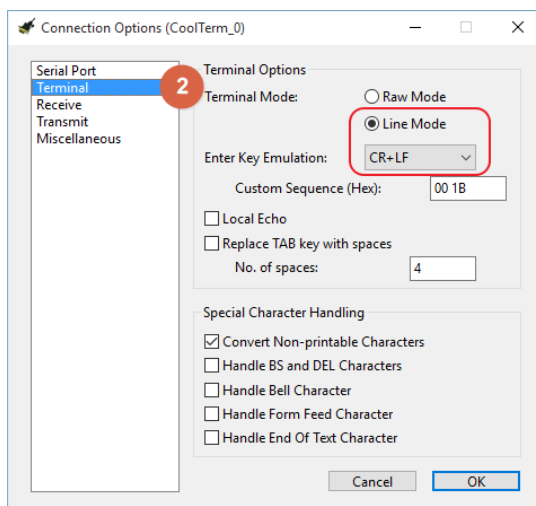 Connection Options (CoolTerm_0)
Serial Port
Terminal
Receive
Transmit
Miscellaneous
2
Terminal Options
Terminal Mode:
Raw Mode
Line Mode
Enter Key Emulation:
CR+LF
Custom Sequence (Hex):
00 1B
Local Echo
Replace TAB key with spaces
No. of spaces:
4
Special Character Handling
Convert Non-printable Characters
Handle BS and DEL Characters
Handle Bell Character
Handle Form Feed Character
Handle End Of Text Character
Cancel
OK